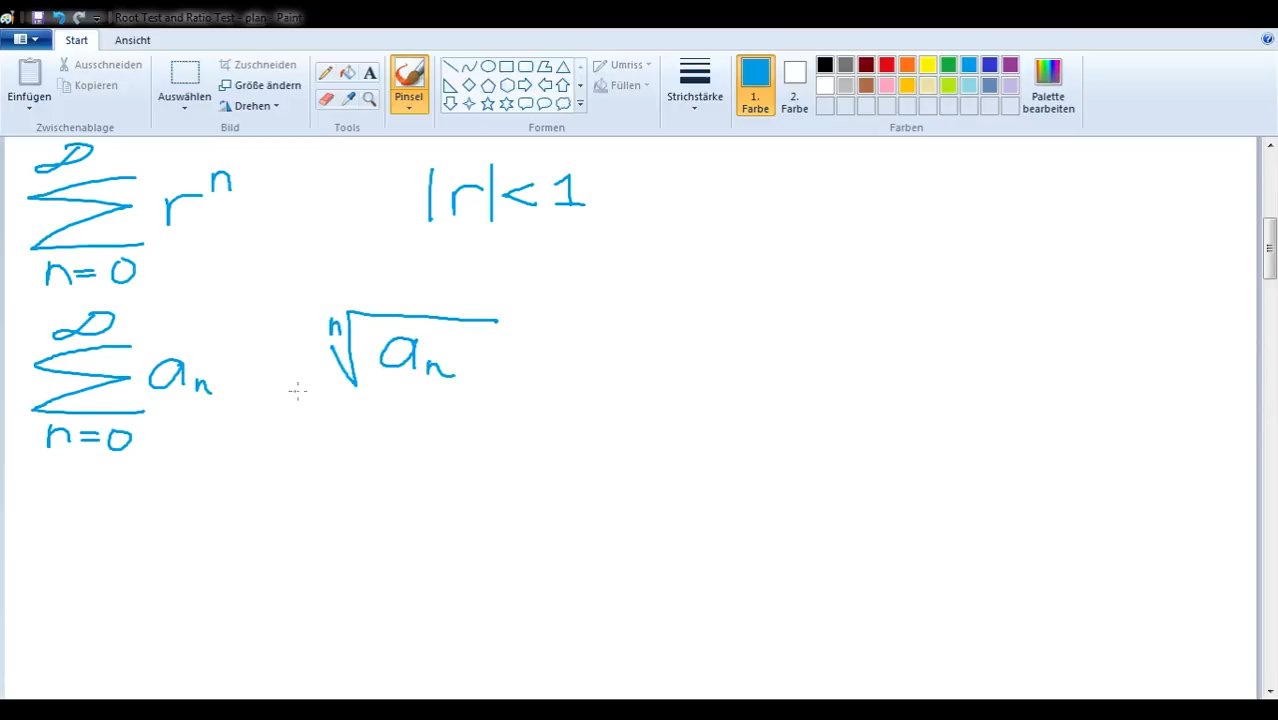 Root Test and Ratio Test - plan - Paint
Start Ansicht
Einfügen
Ausschneiden
Kopieren
Zwischenablage
Auswählen
Zuschneiden
Größe ändern
Drehen
Bild
A
Tools
Pinsel
Formen
Umriss
Füllen
Strichstärke
1. Farbe
2. Farbe
Palette bearbeiten
Farben
∞
∑ r^n |r| < 1
n = 0
∞
∑ a_n ⁿ√a_n
n = 0